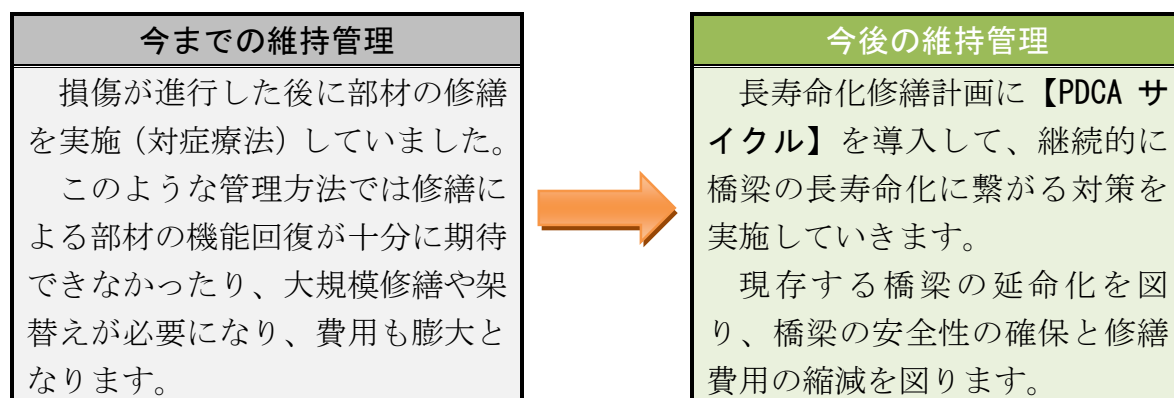 今までの維持管理
損傷が進行した後に部材の修繕
を実施（対症療法）していました。
このような管理方法では修繕に
よる部材の機能回復が十分に期待
できなかったり、大規模修繕や架
替えが必要になり、費用も膨大と
なります。
今後の維持管理
長寿命化修繕計画に【PDCA サ
イクル】を導入して、継続的に
橋梁の長寿命化に繋がる対策を
実施していきます。
現存する橋梁の延命化を図
り、橋梁の安全性の確保と修繕
費用の縮減を図ります。